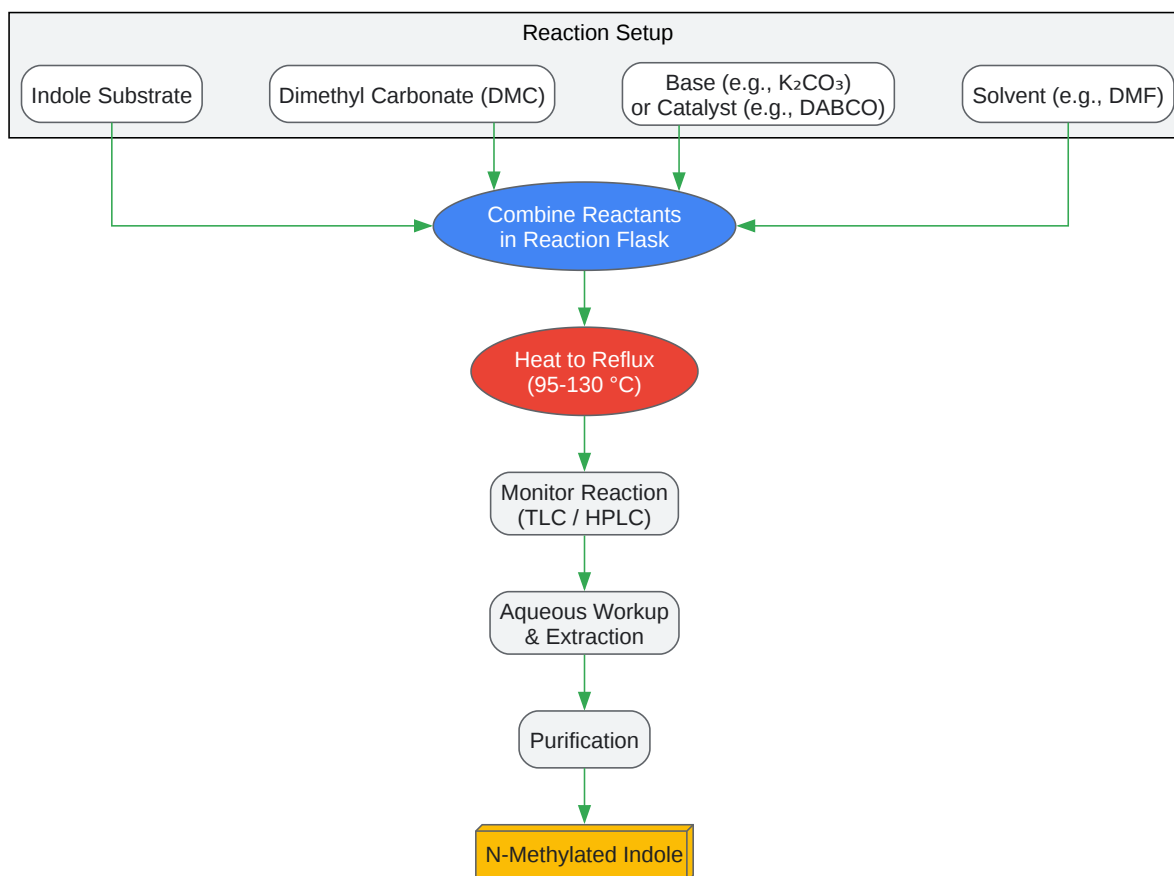 Reaction Setup
Indole Substrate
Dimethyl Carbonate (DMC)
Base (e.g., K₂CO₃)
or Catalyst (e.g., DABCO)
Solvent (e.g., DMF)
Combine Reactants
in Reaction Flask
Heat to Reflux
(95-130 °C)
Monitor Reaction
(TLC / HPLC)
Aqueous Workup
& Extraction
Purification
N-Methylated Indole